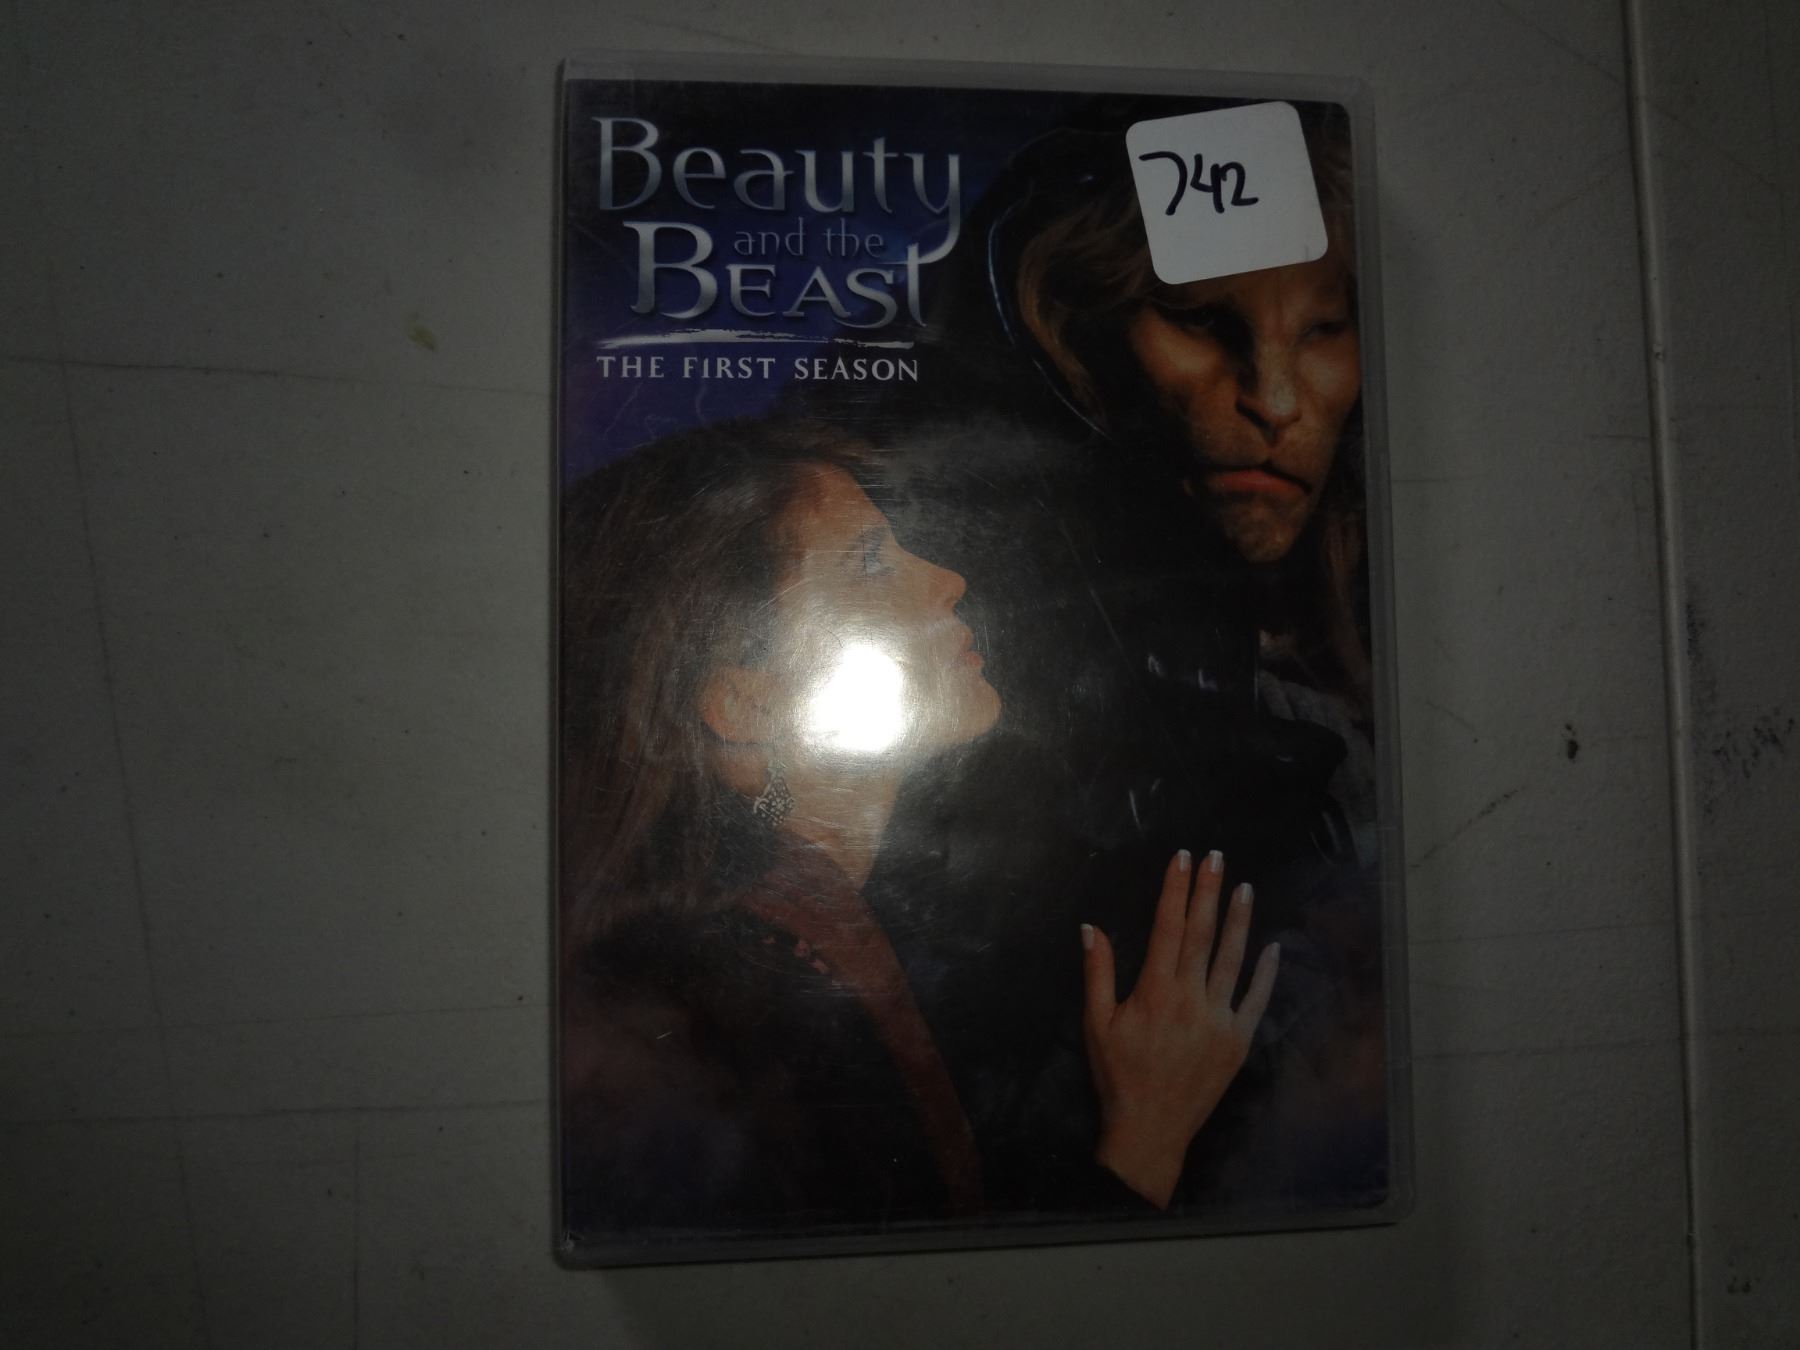 Beauty
and the
BEAST
THE FIRST SEASON
742